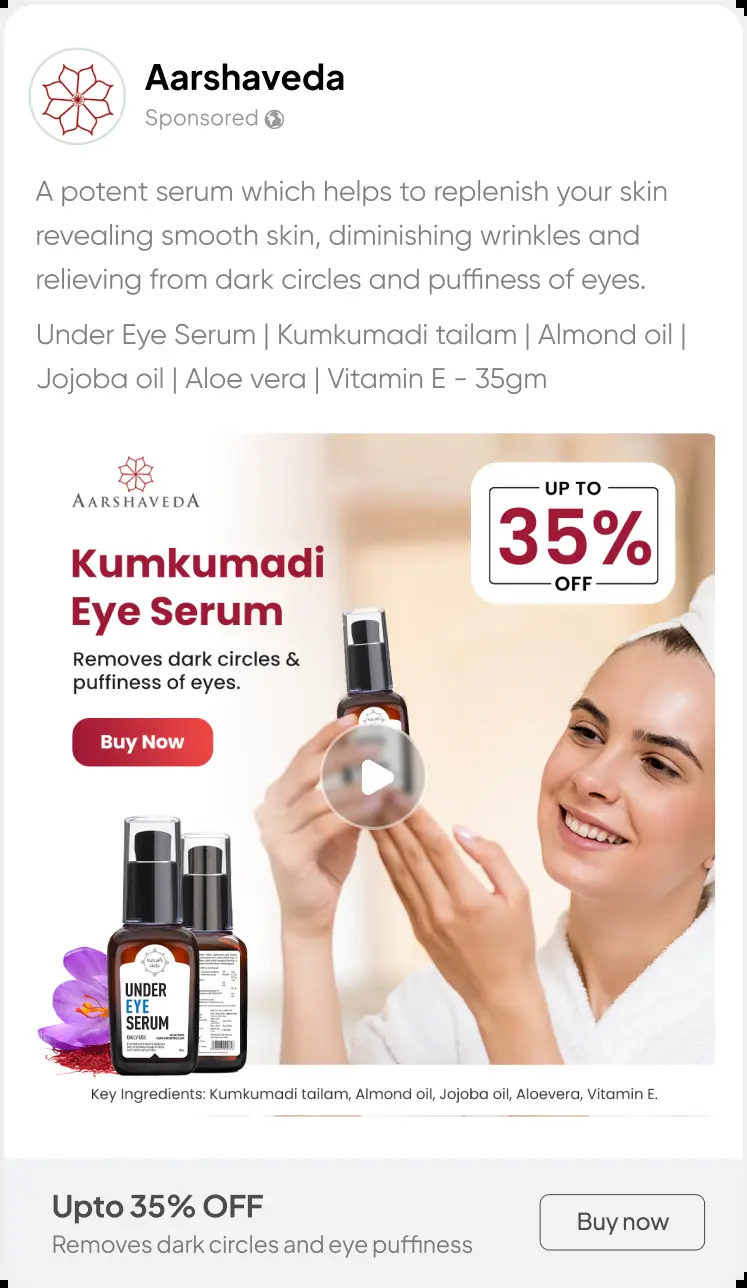 Aarshaveda
Sponsored
A potent serum which helps to replenish your skin
revealing smooth skin, diminishing wrinkles and
relieving from dark circles and puffiness of eyes.
Under Eye Serum | Kumkumadi tailam | Almond oil |
Jojoba oil | Aloe vera | Vitamin E - 35gm
AARSHAVEDA
UP TO
35%
OFF
Kumkumadi
Eye Serum
Removes dark circles &
puffiness of eyes.
Buy Now
UNDER
EYE
SERUM
DAILY USE
Key Ingredients: Kumkumadi tailam, Almond oil, Jojoba oil, Aloevera, Vitamin E.
Upto 35% OFF
Removes dark circles and eye puffiness
Buy now